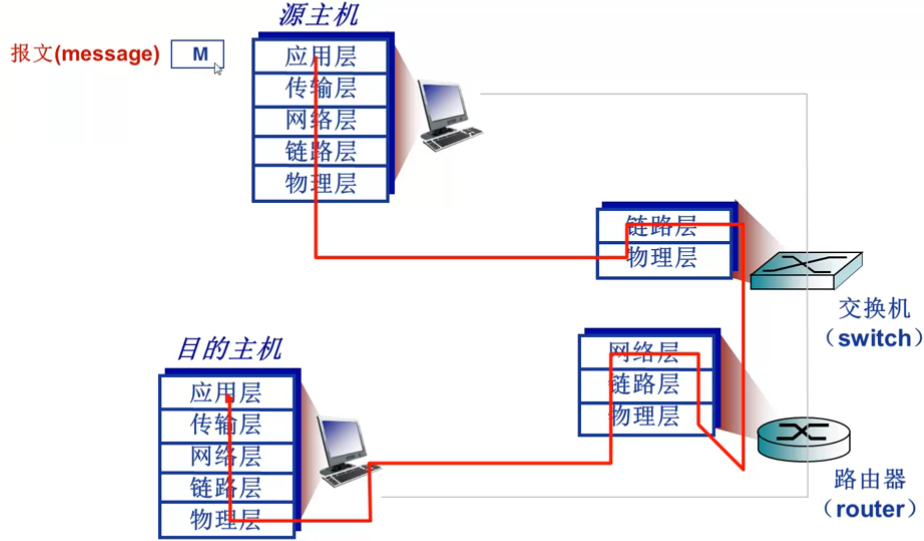 源主机
报文(message)
M
应用层
传输层
网络层
链路层
物理层
链路层
物理层
交换机
（switch）
目的主机
应用层
传输层
网络层
链路层
物理层
网络层
链路层
物理层
路由器
（router）